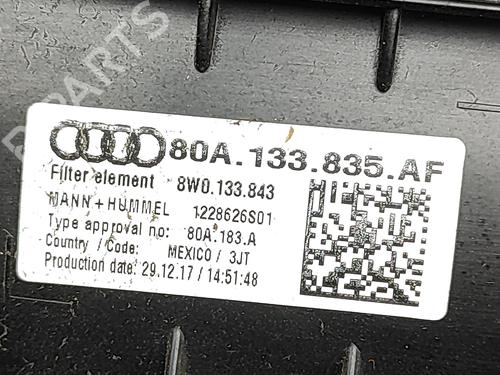 B-PARTS
80A.133.835.AF
Filter element 8W0.133.843
MANN+HUMMEL 1228626S01
Type approval no: 80A.183.A
Country / Code: MEXICO / 3JT
Production date: 29.12.17 / 14:51:48